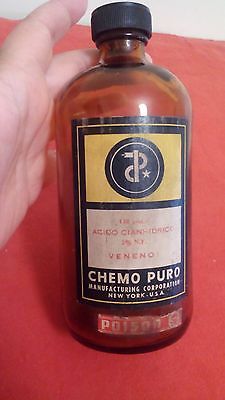 ACIDO CIANHIDRICO
2% N.F.
VENENO
CHEMO PURO
MANUFACTURING CORPORATION
NEW YORK - U.S.A.
POISON